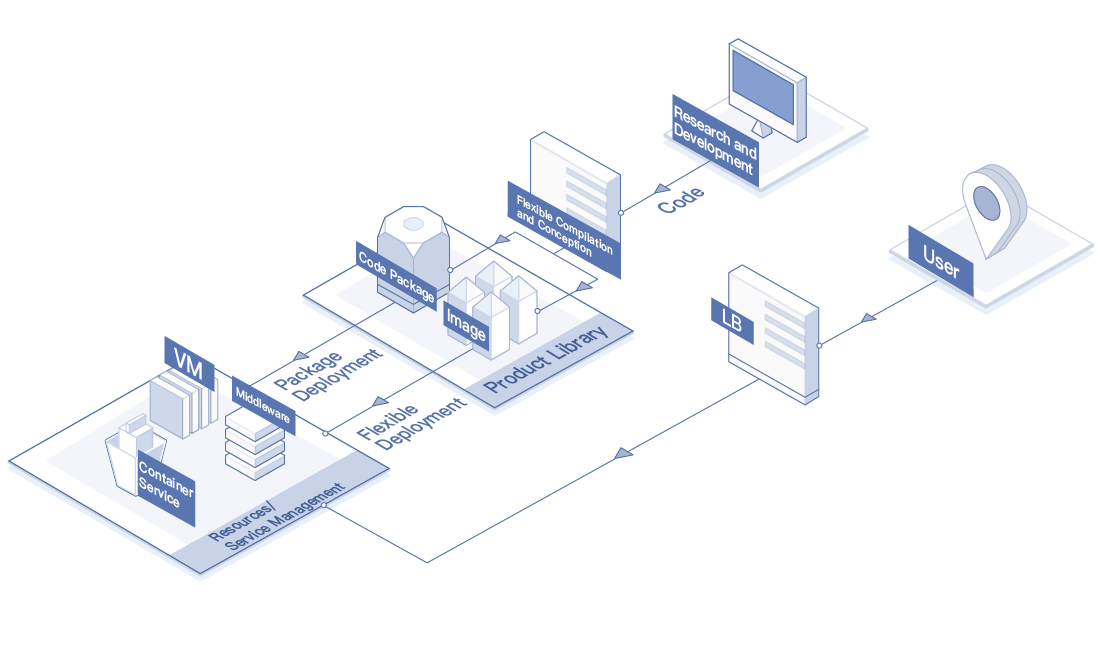 Research and
Development
Code
Flexible Compilation
and Conception
User
Code Package
Image
LB
Product Library
Package
Deployment
Flexible
Deployment
VM
Middleware
Container
Service
Resources/
Service Management